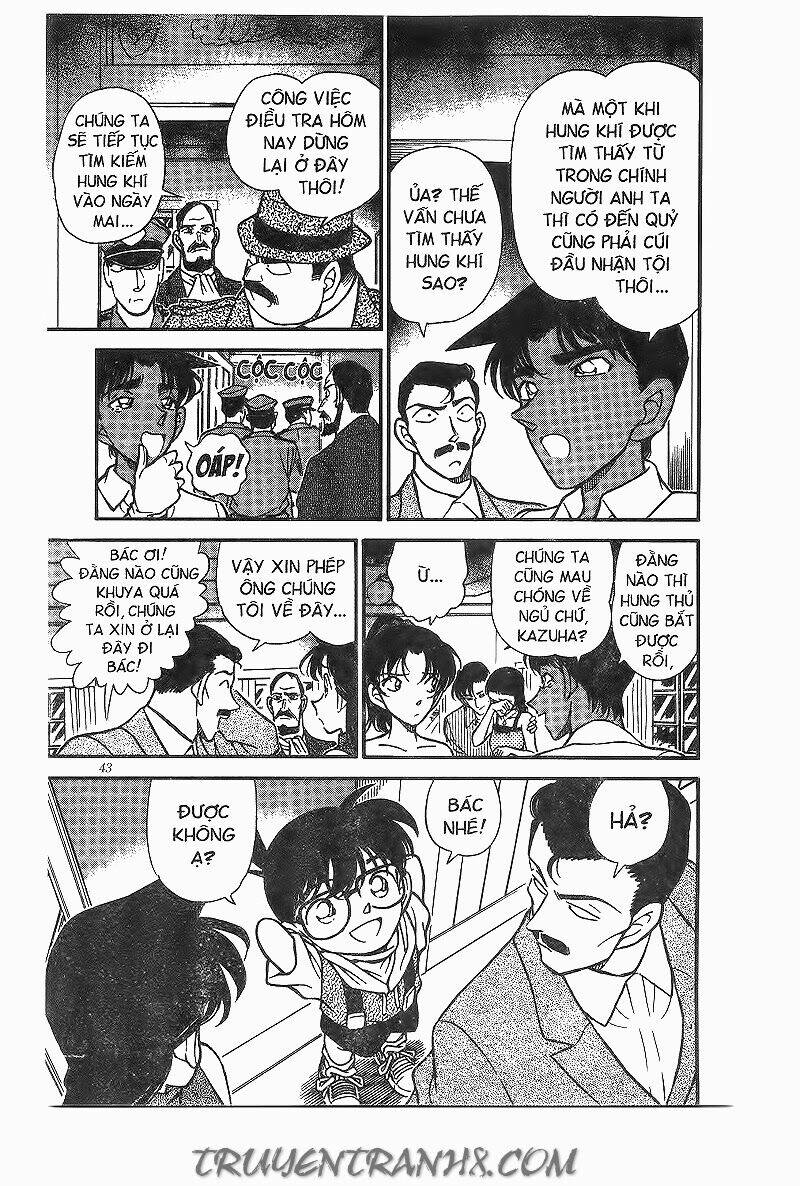 MÀ MỘT KHI
HUNG KHÍ ĐƯỢC
TÌM THẤY TỪ
TRONG CHÍNH
NGƯỜI ANH TA
THÌ CÓ ĐẾN QUỶ
CŨNG PHẢI CÚI
ĐẦU NHẬN TỘI
THÔI...
ỦA? THẾ
VẪN CHƯA
TÌM THẤY
HUNG KHÍ
SAO?
CÔNG VIỆC
ĐIỀU TRA HÔM
NAY DỪNG
LẠI Ở ĐÂY
THÔI!
CHÚNG TA
SẼ TIẾP TỤC
TÌM KIẾM
HUNG KHÍ
VÀO NGÀY
MAI...
CỘC CỘC
OÁP!
ĐẰNG
NÀO THÌ
HUNG THỦ
CŨNG BẮT
ĐƯỢC
RỒI,
CHÚNG TA
CŨNG MAU
CHÓNG VỀ
NGỦ CHỨ,
KAZUHA?
Ừ...
VẬY XIN PHÉP
ÔNG CHÚNG
TÔI VỀ ĐÂY...
BÁC ƠI!
ĐẰNG NÀO CŨNG
KHUYA QUÁ
RỒI, CHÚNG
TA XIN Ở LẠI
ĐÂY ĐI
BÁC!
43
HẢ?
BÁC
NHÉ!
ĐƯỢC
KHÔNG
Ạ?
TRUYENTRANH8.COM